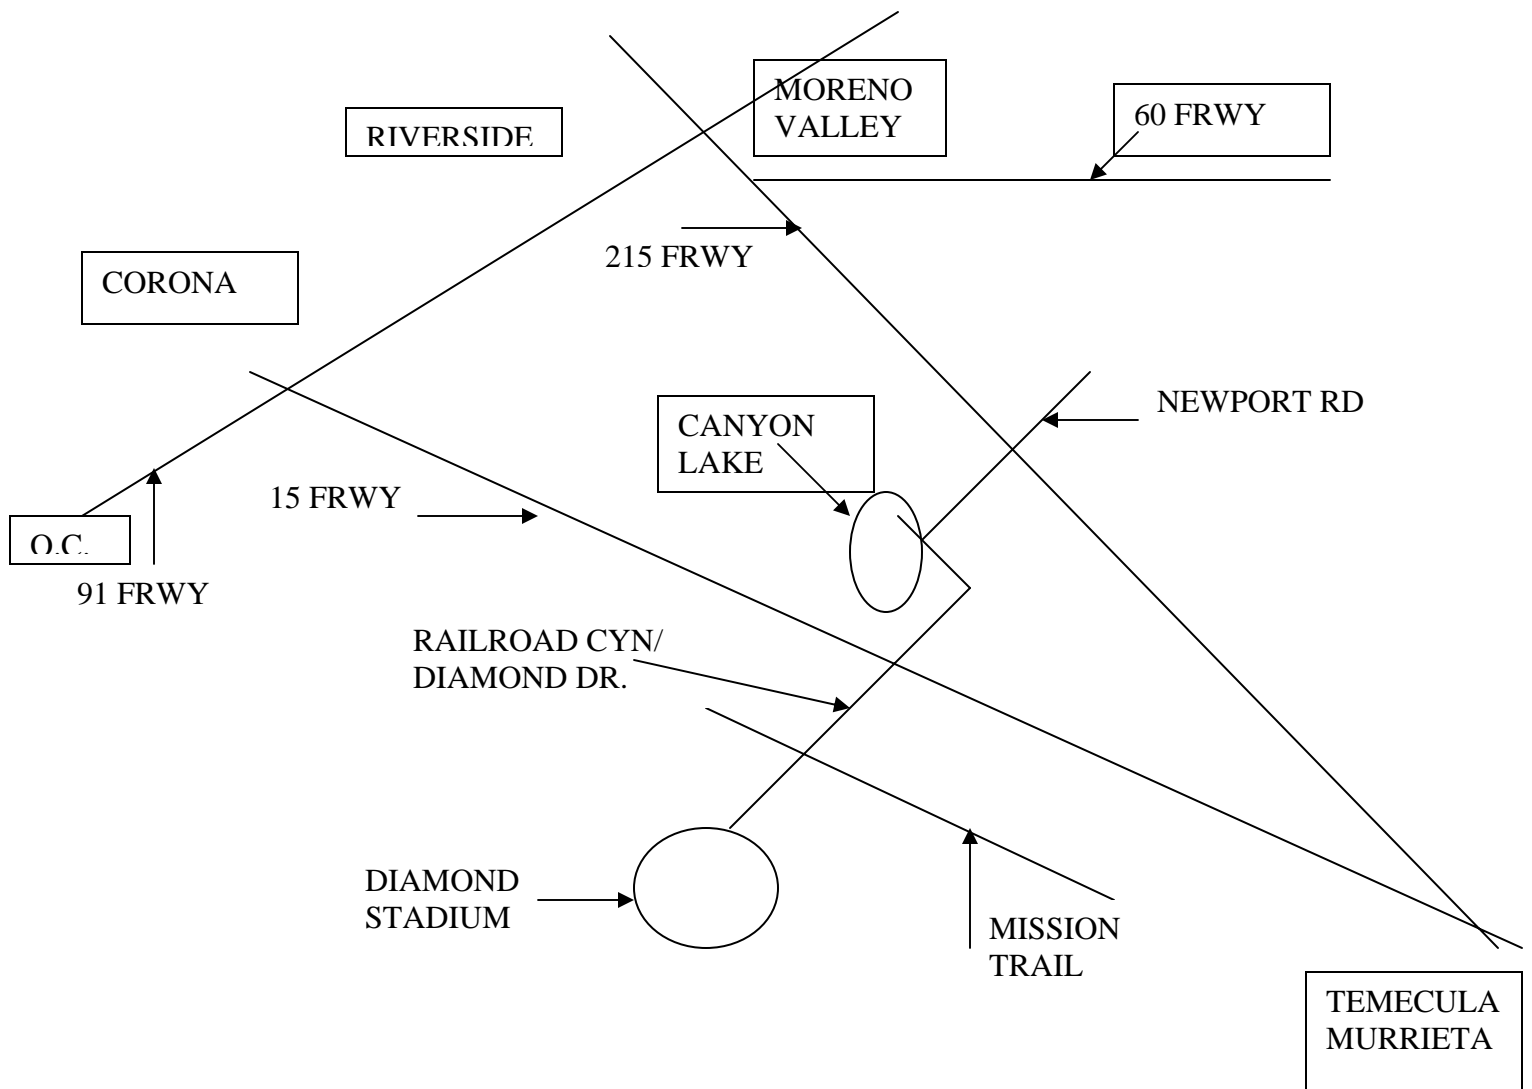 MORENO
VALLEY
60 FRWY
RIVERSIDE
215 FRWY
CORONA
NEWPORT RD
CANYON
LAKE
15 FRWY
O.C.
91 FRWY
RAILROAD CYN/
DIAMOND DR.
DIAMOND
STADIUM
MISSION
TRAIL
TEMECULA
MURRIETA